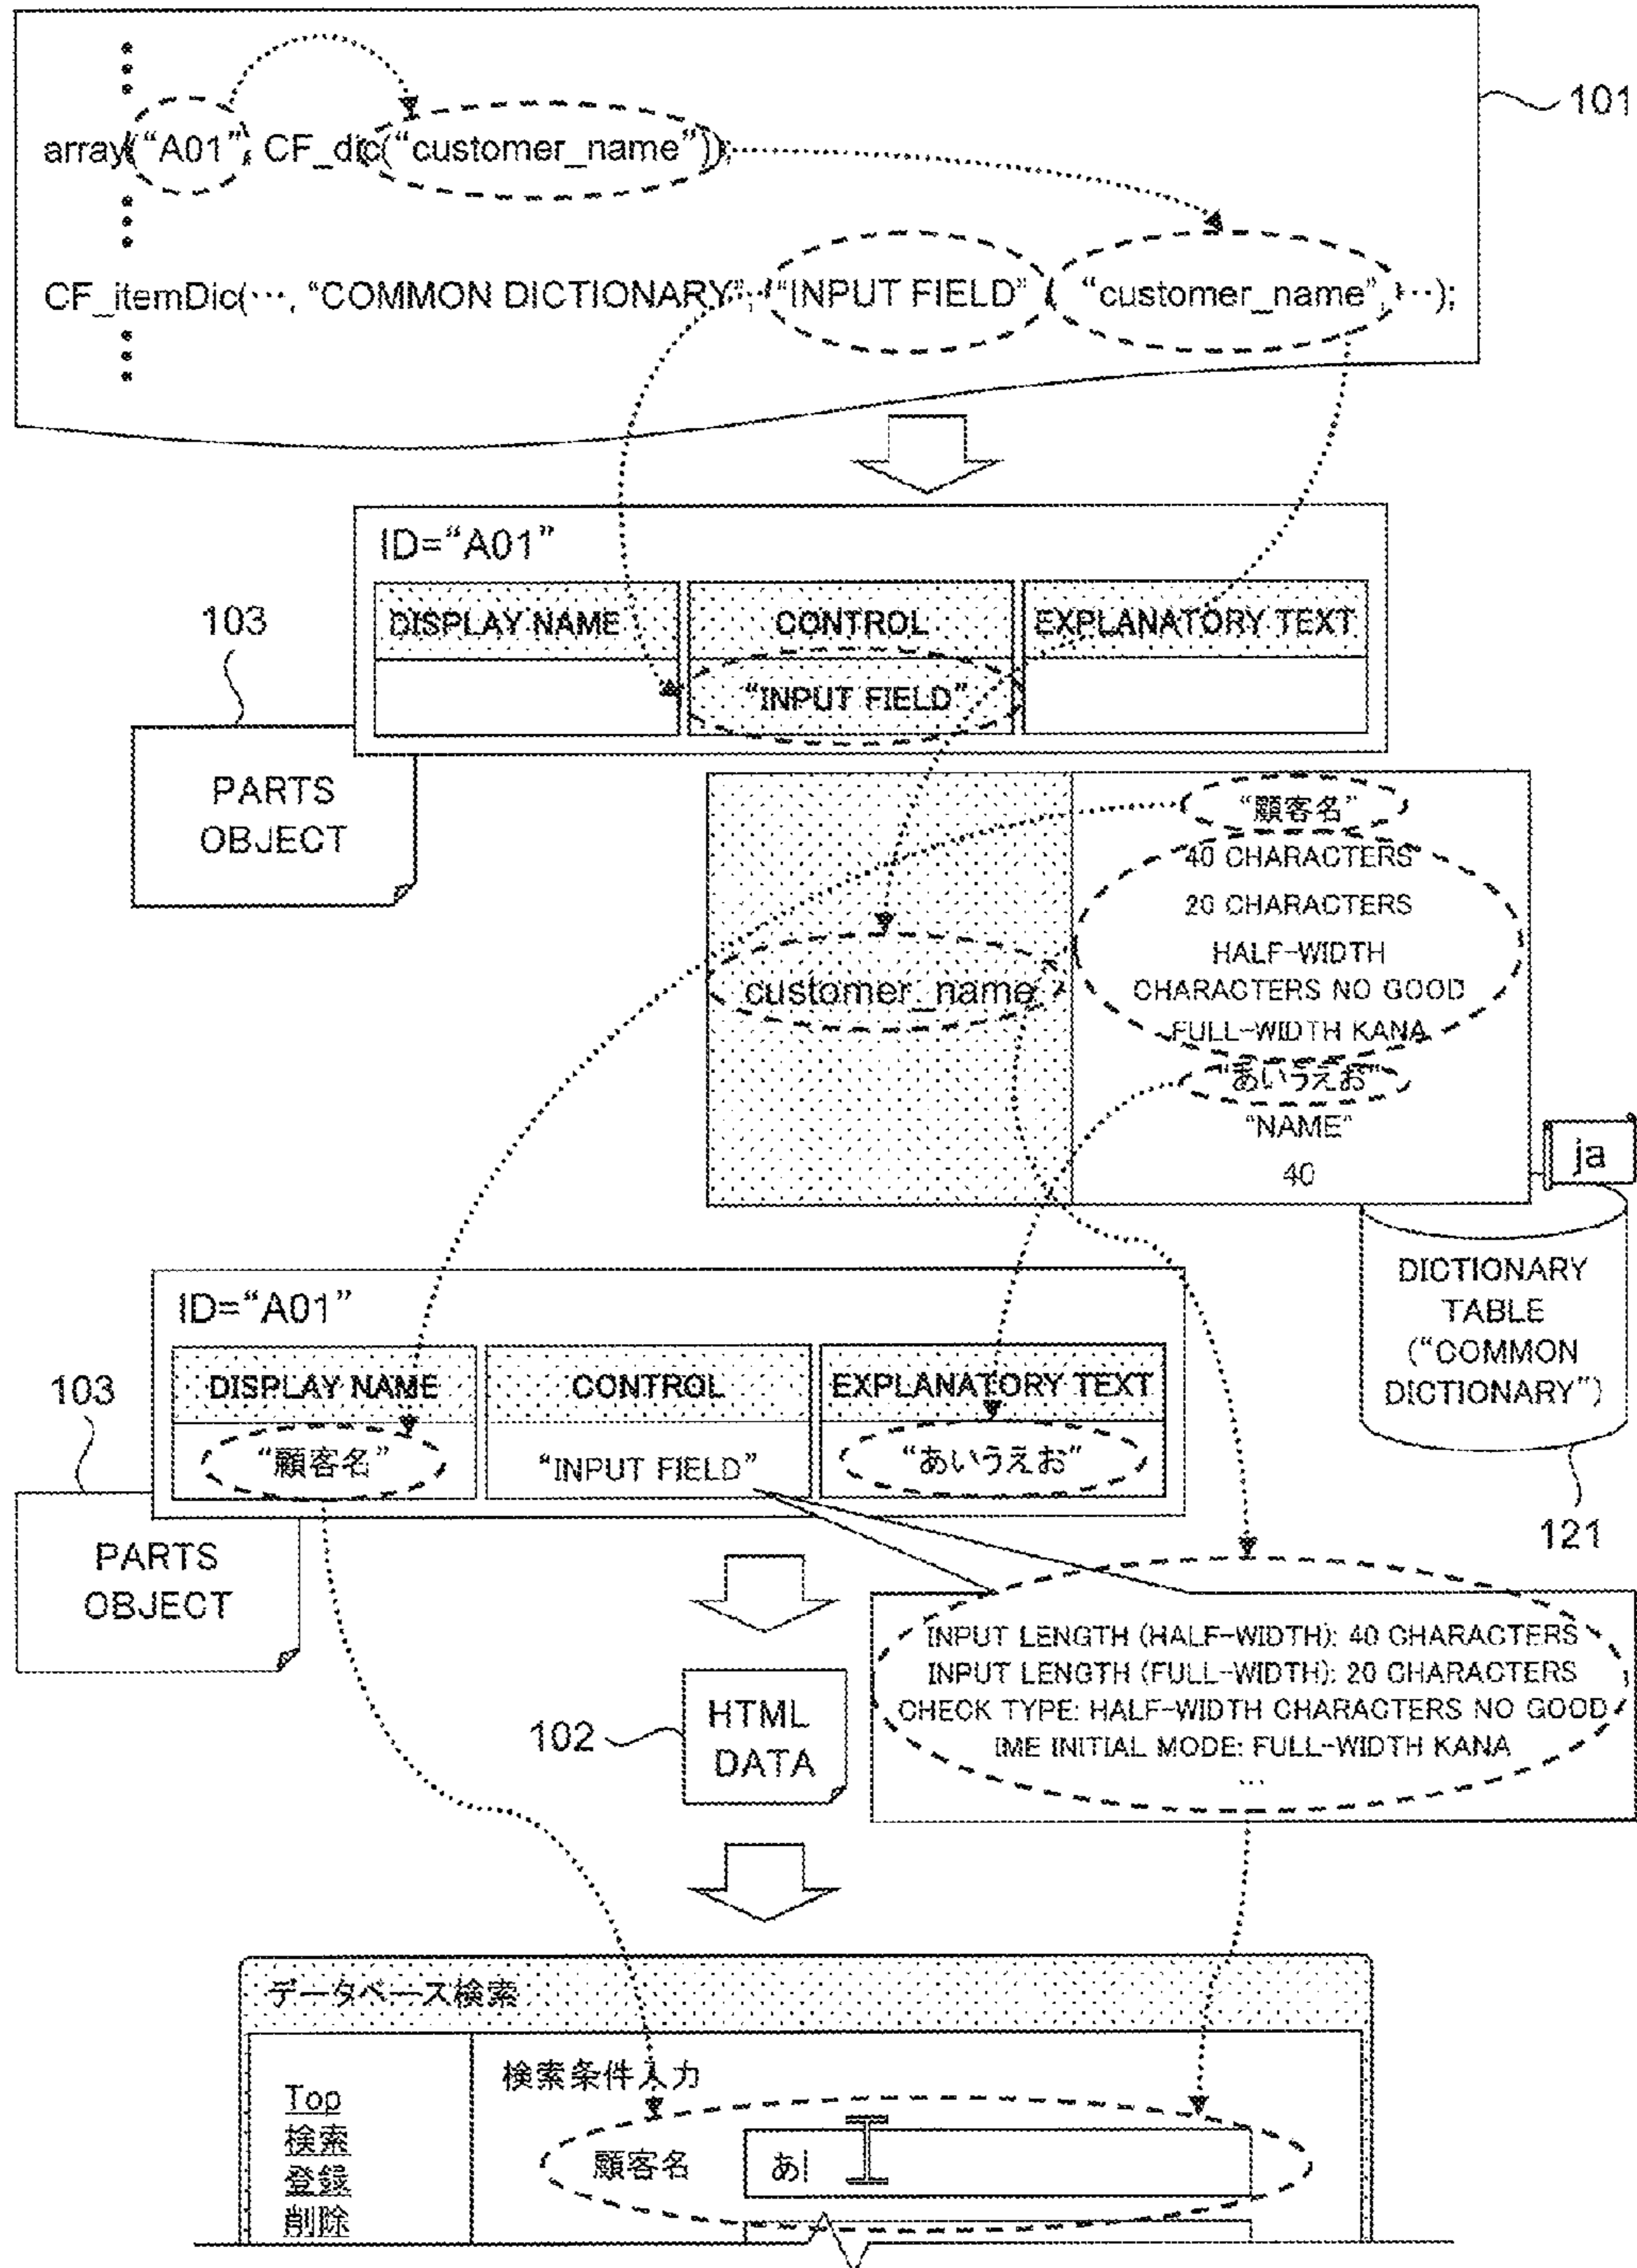 array("A01", CF_dic("customer_name"));
101
CF_itemDic(…, "COMMON DICTIONARY", "INPUT FIELD", "customer_name", …);
ID="A01"
DISPLAY NAME CONTROL EXPLANATORY TEXT
"INPUT FIELD"
103
PARTS
OBJECT
"顧客名"
40 CHARACTERS
20 CHARACTERS
HALF-WIDTH
CHARACTERS NO GOOD
FULL-WIDTH KANA
"あいうえお"
"NAME"
40
customer_name
ja
DICTIONARY
TABLE
("COMMON
DICTIONARY")
121
ID="A01"
DISPLAY NAME CONTROL EXPLANATORY TEXT
"顧客名" "INPUT FIELD" "あいうえお"
103
PARTS
OBJECT
INPUT LENGTH (HALF-WIDTH): 40 CHARACTERS
INPUT LENGTH (FULL-WIDTH): 20 CHARACTERS
CHECK TYPE: HALF-WIDTH CHARACTERS NO GOOD
IME INITIAL MODE: FULL-WIDTH KANA
…
102
HTML
DATA
データベース検索
Top
検索
登録
削除
検索条件入力
顧客名 あ